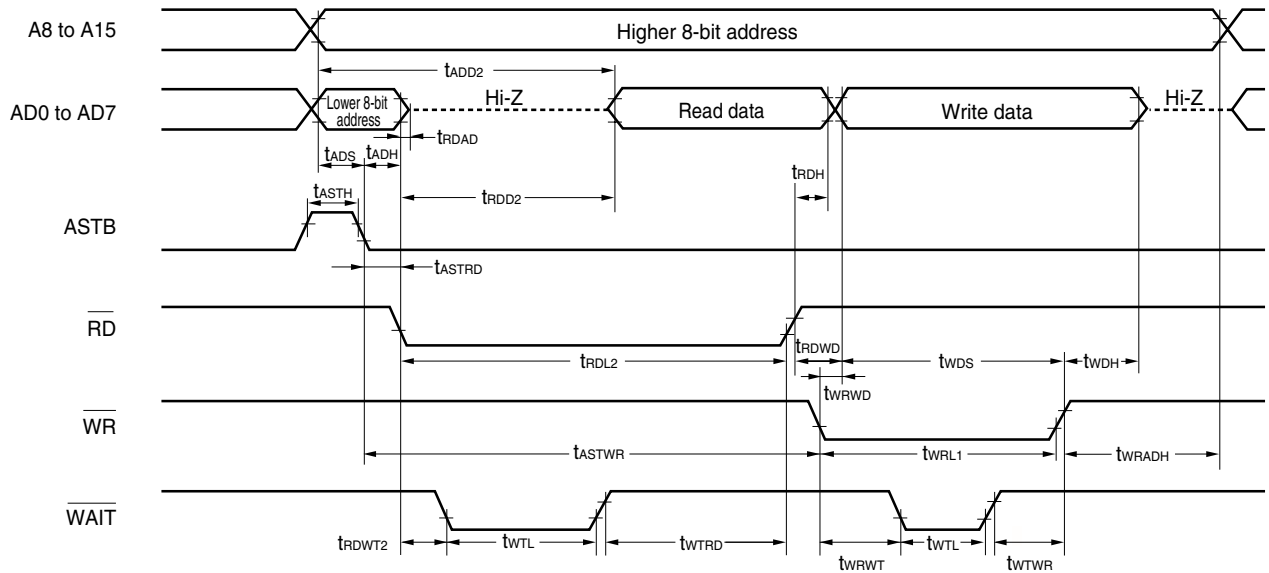 A8 to A15
Higher 8-bit address
tADD2
AD0 to AD7
Lower 8-bit
address
Hi-Z
Read data
Write data
Hi-Z
tRDAD
tADS
tADH
tRDH
tASTH
tRDD2
ASTB
tASTRD
RD
tRDL2
tRDWD
tWDS
tWDH
tWRWD
WR
tASTWR
tWRL1
tWRADH
WAIT
tRDWT2
tWTL
tWTRD
tWRWT
tWTL
tWTWR